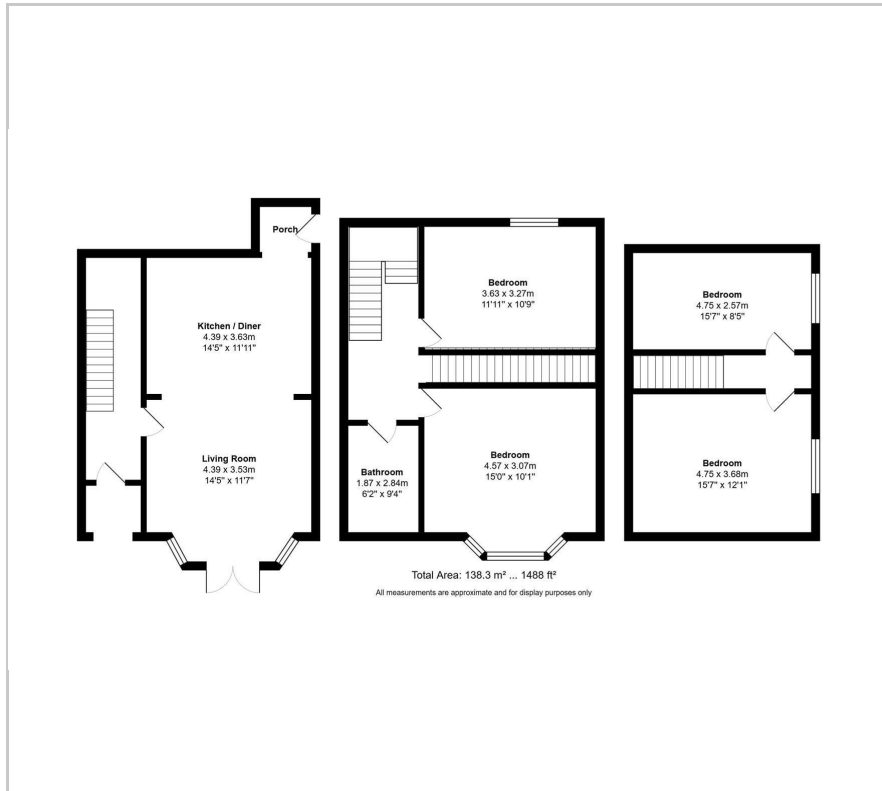 Porch
Kitchen / Diner
4.39 x 3.63m
14'5" x 11'11"
Living Room
4.39 x 3.53m
14'5" x 11'7"
Bedroom
3.63 x 3.27m
11'11" x 10'9"
Bedroom
4.57 x 3.07m
15'0" x 10'1"
Bathroom
1.87 x 2.84m
6'2" x 9'4"
Bedroom
4.75 x 2.57m
15'7" x 8'5"
Bedroom
4.75 x 3.68m
15'7" x 12'1"
Total Area: 138.3 m² ... 1488 ft²
All measurements are approximate and for display purposes only